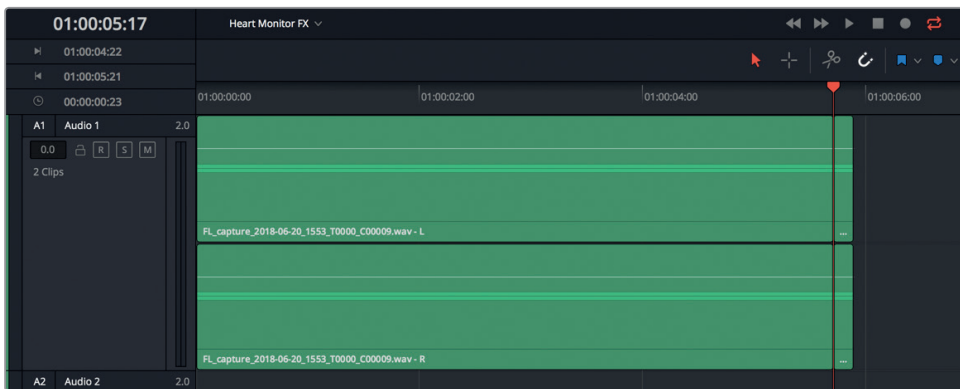 01:00:05:17
Heart Monitor FX
01:00:04:22
01:00:05:21
00:00:00:23
01:00:00:00 01:00:02:00 01:00:04:00 01:00:06:00
A1 Audio 1 2.0
0.0 R S M
2 Clips
FL_capture_2018-06-20_1553_T0000_C00009.wav - L ...
FL_capture_2018-06-20_1553_T0000_C00009.wav - R ...
A2 Audio 2 2.0